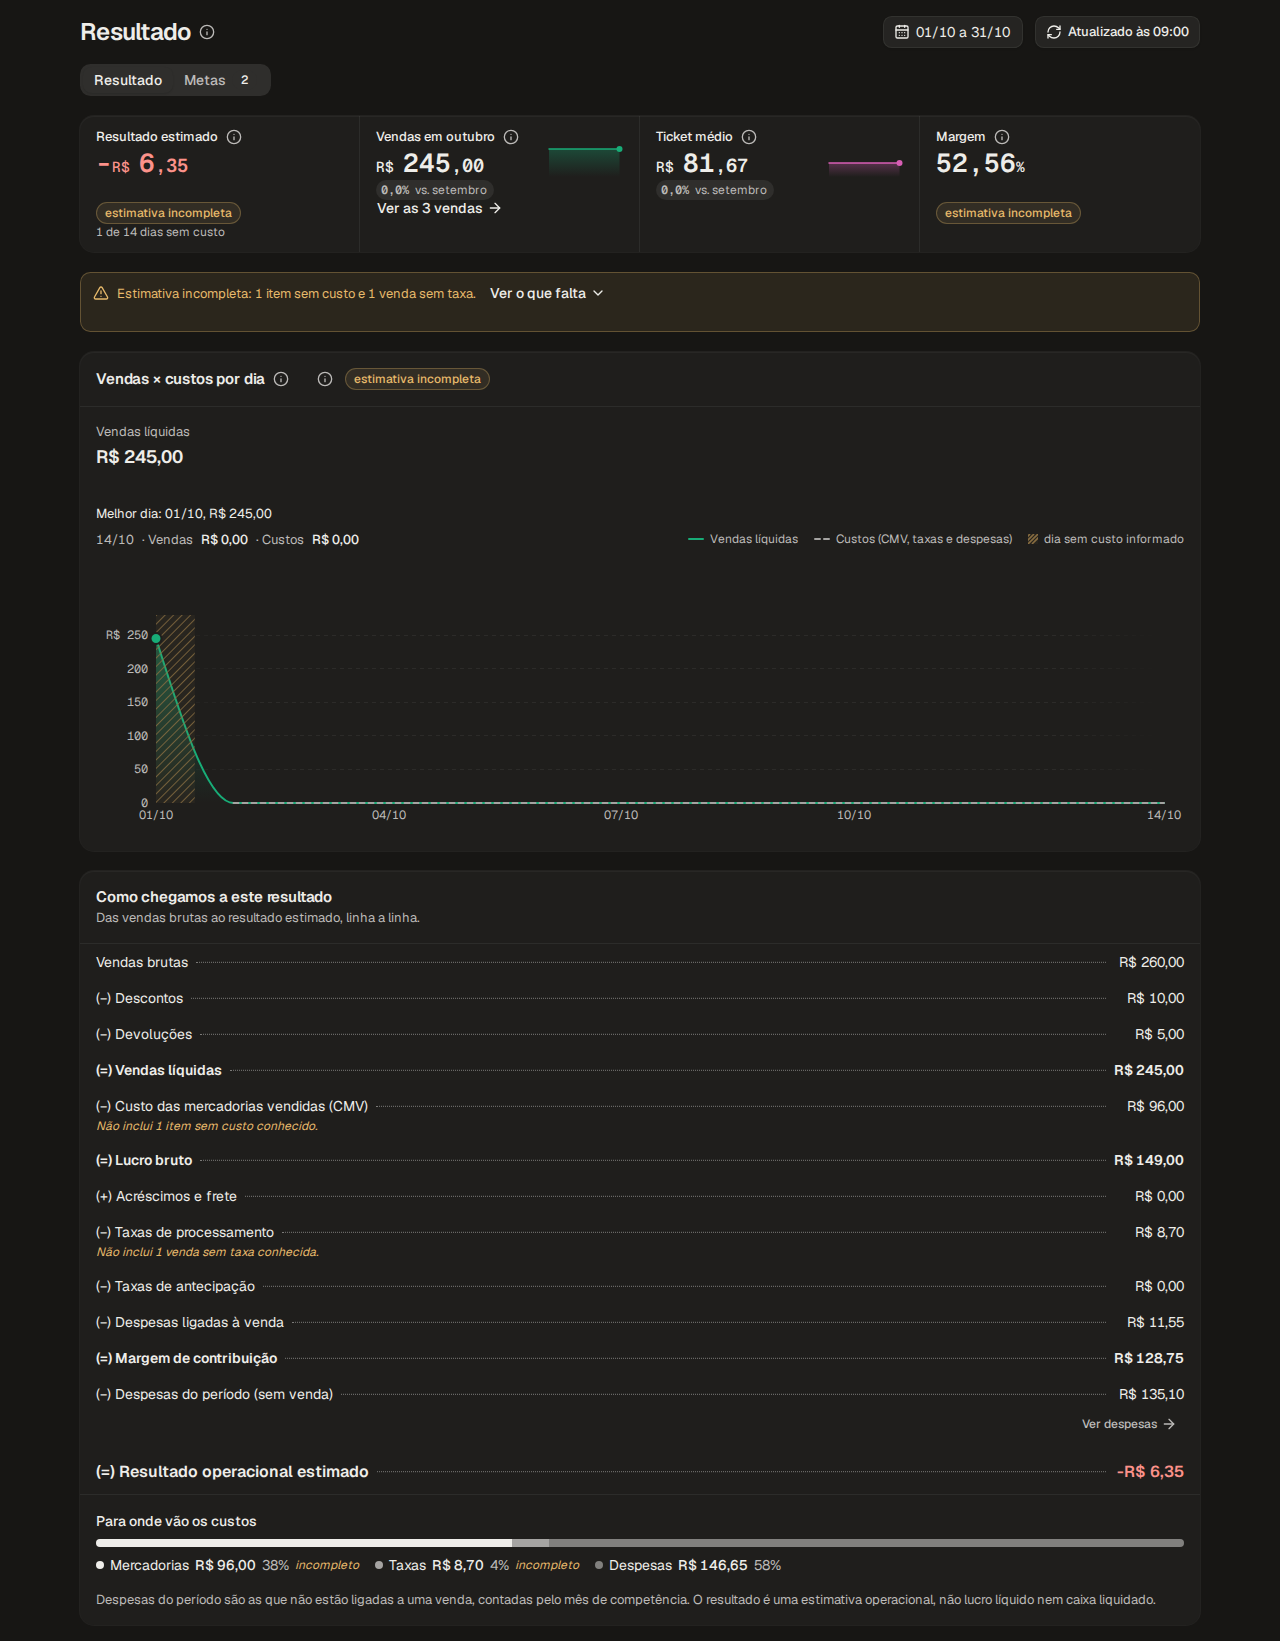 Resultado
01/10 a 31/10
Atualizado às 09:00
Resultado
Metas 2
Resultado estimado
-R$ 6,35
estimativa incompleta
1 de 14 dias sem custo
Vendas em outubro
R$ 245,00
0,0% vs. setembro
Ver as 3 vendas
Ticket médio
R$ 81,67
0,0% vs. setembro
Margem
52,56%
estimativa incompleta
Estimativa incompleta: 1 item sem custo e 1 venda sem taxa. Ver o que falta
Vendas × custos por dia
estimativa incompleta
Vendas líquidas
R$ 245,00
Melhor dia: 01/10, R$ 245,00
14/10 · Vendas R$ 0,00 · Custos R$ 0,00
Vendas líquidas
Custos (CMV, taxas e despesas)
dia sem custo informado
R$ 250
200
150
100
50
0
01/10
04/10
07/10
10/10
14/10
Como chegamos a este resultado
Das vendas brutas ao resultado estimado, linha a linha.
Vendas brutas R$ 260,00
(−) Descontos R$ 10,00
(−) Devoluções R$ 5,00
(=) Vendas líquidas R$ 245,00
(−) Custo das mercadorias vendidas (CMV) R$ 96,00
Não inclui 1 item sem custo conhecido.
(=) Lucro bruto R$ 149,00
(+) Acréscimos e frete R$ 0,00
(−) Taxas de processamento R$ 8,70
Não inclui 1 venda sem taxa conhecida.
(−) Taxas de antecipação R$ 0,00
(−) Despesas ligadas à venda R$ 11,55
(=) Margem de contribuição R$ 128,75
(−) Despesas do período (sem venda) R$ 135,10
Ver despesas
(=) Resultado operacional estimado -R$ 6,35
Para onde vão os custos
Mercadorias R$ 96,00 38% incompleto
Taxas R$ 8,70 4% incompleto
Despesas R$ 146,65 58%
Despesas do período são as que não estão ligadas a uma venda, contadas pelo mês de competência. O resultado é uma estimativa operacional, não lucro líquido nem caixa liquidado.